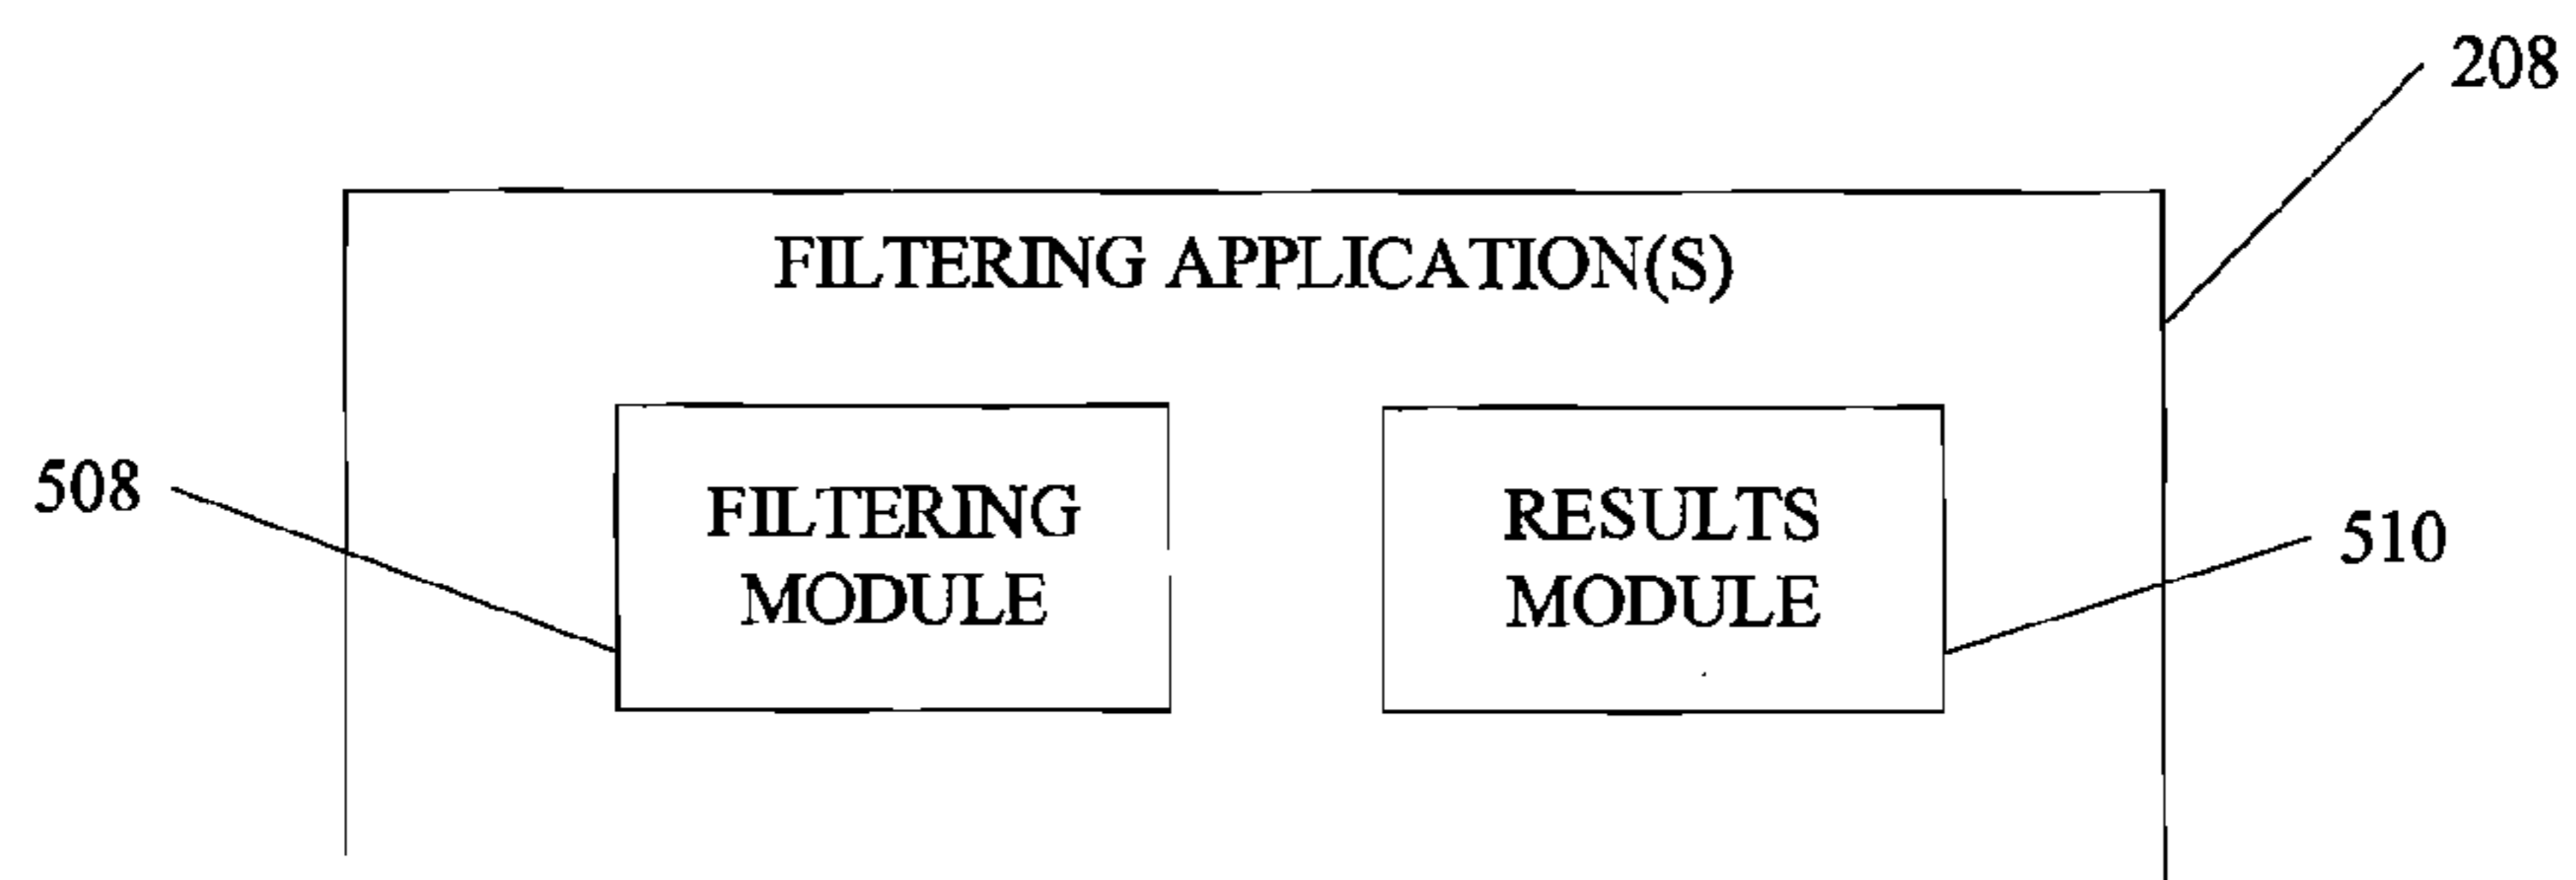 208
FILTERING APPLICATION(S)
508
FILTERING
MODULE
RESULTS
MODULE
510